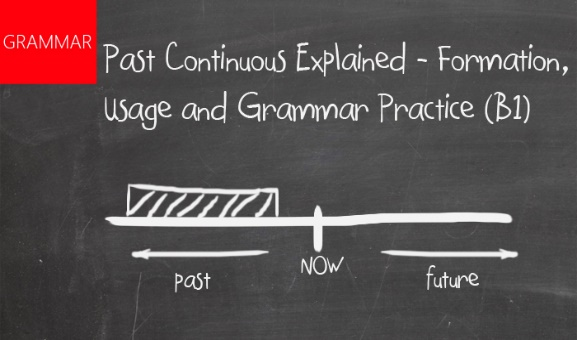 GRAMMAR
Past Continuous Explained - Formation,
Usage and Grammar Practice (B1)
NOW
past
future